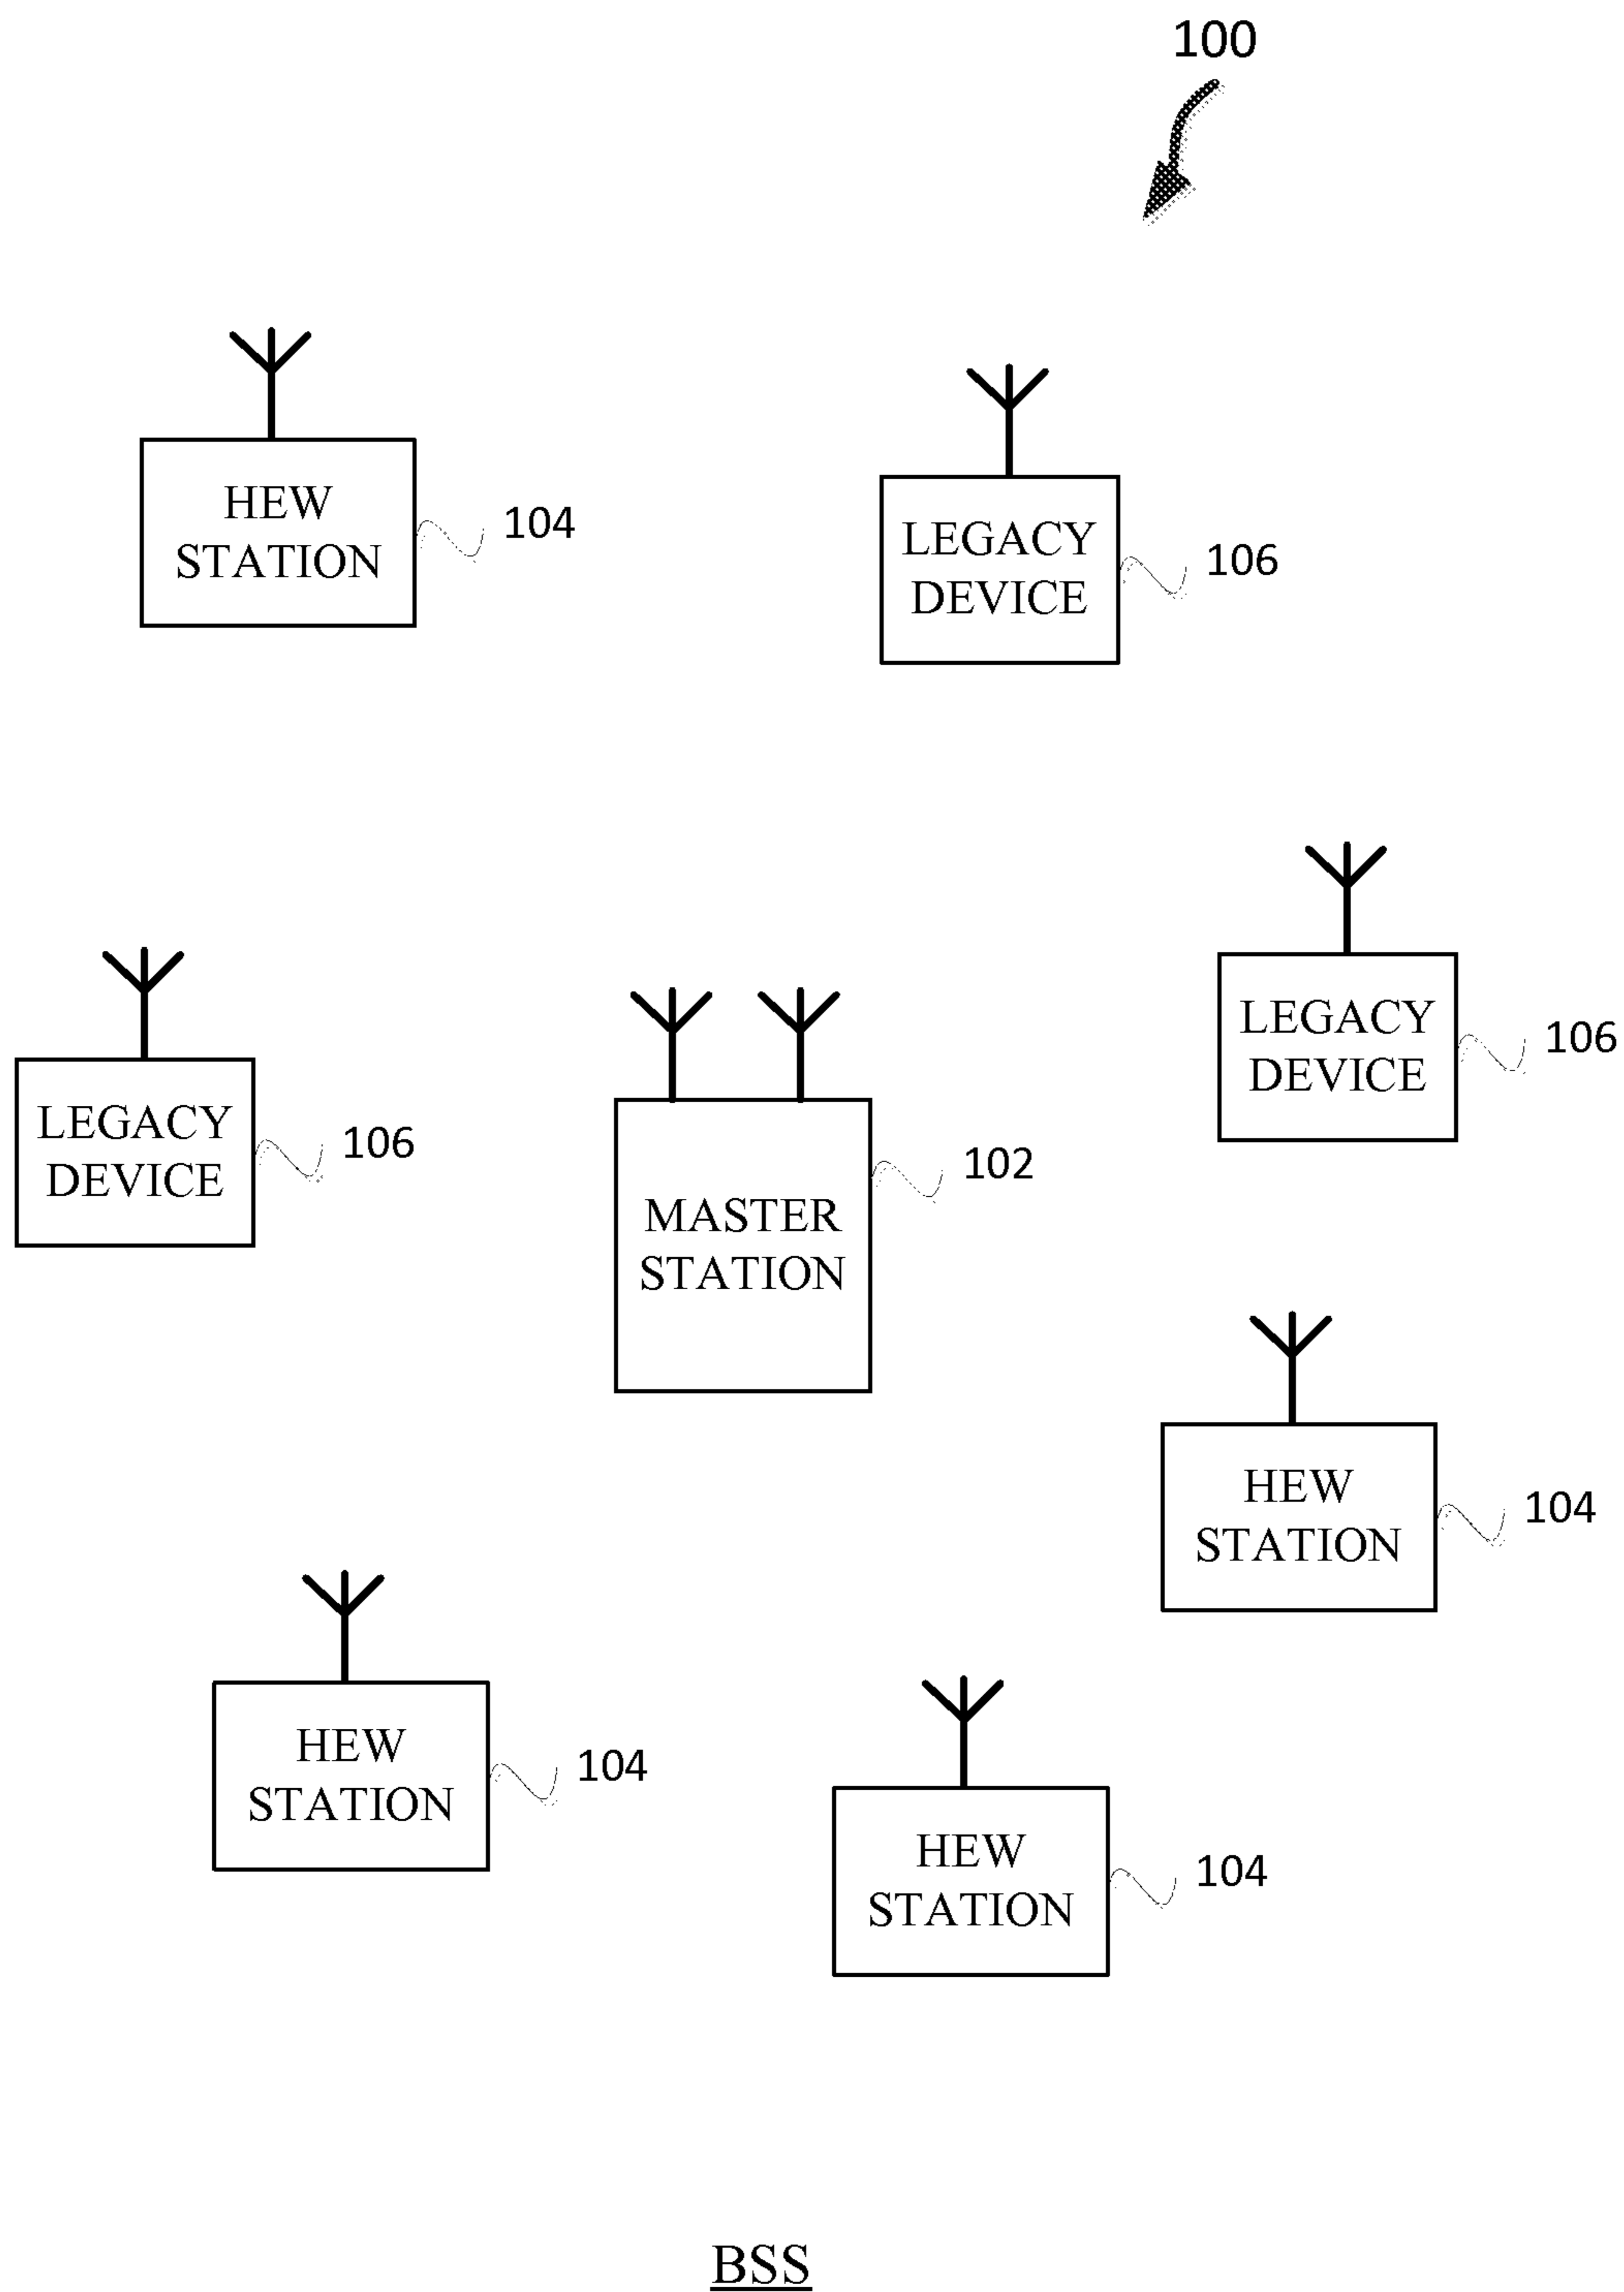 100
HEW
STATION
104
LEGACY
DEVICE
106
LEGACY
DEVICE
106
LEGACY
DEVICE
106
MASTER
STATION
102
HEW
STATION
104
HEW
STATION
104
HEW
STATION
104
BSS